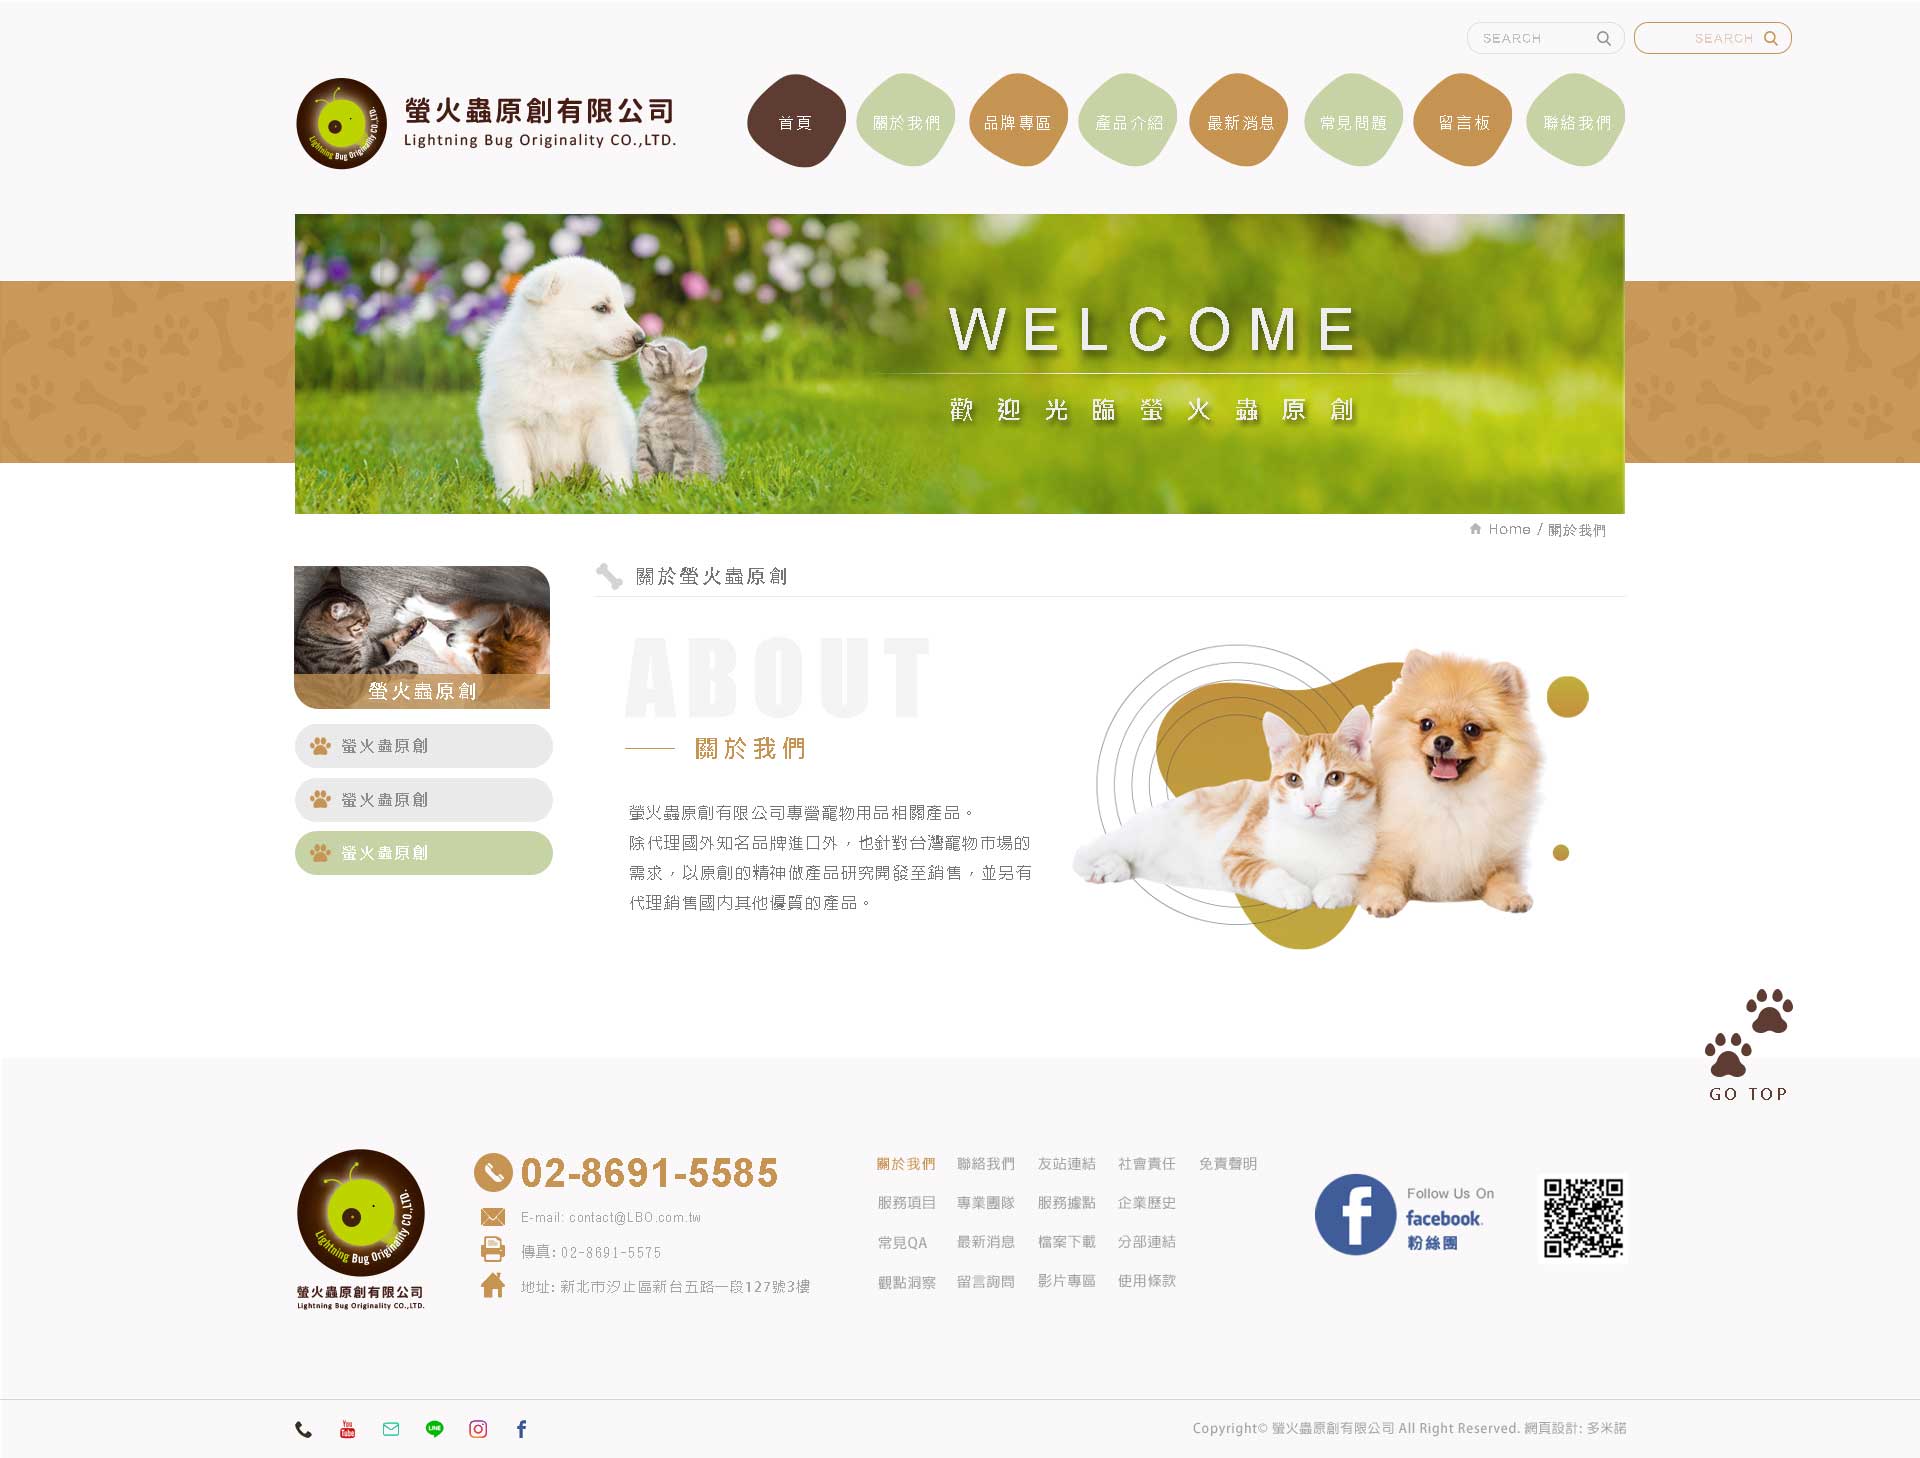 SEARCH
SEARCH
螢火蟲原創有限公司
Lightning Bug Originality CO.,LTD.
Lightning Bug Originality CO.,LTD.
首頁
關於我們
品牌專區
產品介紹
最新消息
常見問題
留言板
聯絡我們
WELCOME
歡迎光臨螢火蟲原創
Home / 關於我們
螢火蟲原創
螢火蟲原創
螢火蟲原創
螢火蟲原創
關於螢火蟲原創
ABOUT
關於我們
螢火蟲原創有限公司專營寵物用品相關產品。
除代理國外知名品牌進口外，也針對台灣寵物市場的
需求，以原創的精神做產品研究開發至銷售，並另有
代理銷售國內其他優質的產品。
GO TOP
Lightning Bug Originality CO.,LTD.
螢火蟲原創有限公司
Lightning Bug Originality CO.,LTD.
02-8691-5585
E-mail: contact@LBO.com.tw
傳真: 02-8691-5575
地址: 新北市汐止區新台五路一段127號3樓
關於我們 聯絡我們 友站連結 社會責任 免責聲明
服務項目 專業團隊 服務據點 企業歷史
常見QA 最新消息 檔案下載 分部連結
觀點洞察 留言詢問 影片專區 使用條款
Follow Us On
facebook.
粉絲團
You
Tube
LINE
Copyright© 螢火蟲原創有限公司 All Right Reserved. 網頁設計: 多米諾